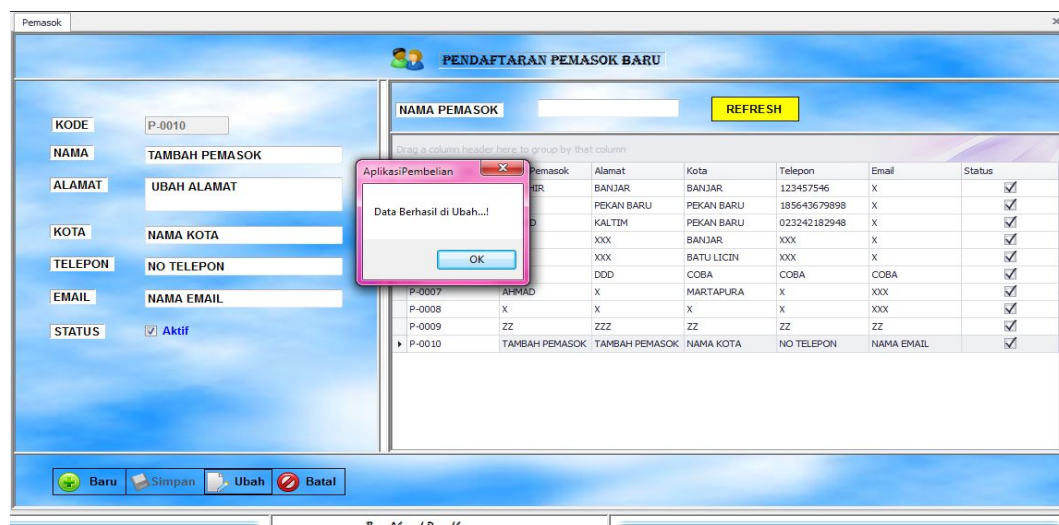 Pemasok
PENDAFTARAN PEMASOK BARU
KODE P-0010
NAMA TAMBAH PEMASOK
ALAMAT UBAH ALAMAT
KOTA NAMA KOTA
TELEPON NO TELEPON
EMAIL NAMA EMAIL
STATUS Aktif
NAMA PEMASOK REFRESH
Drag a column header here to group by that column
Pemasok Alamat Kota Telepon Email Status
BANJAR BANJAR 123457546 X
PEKAN BARU PEKAN BARU 185643679898 X
KALTIM PEKAN BARU 023242182948 X
XXX BANJAR XXX X
XXX BATU LICIN XXX X
DDD COBA COBA COBA
P-0007 AHMAD X MARTAPURA X XXX
P-0008 X X X X XXX
P-0009 ZZ ZZZ ZZ ZZ ZZ
P-0010 TAMBAH PEMASOK TAMBAH PEMASOK NAMA KOTA NO TELEPON NAMA EMAIL
AplikasiPembelian
Data Berhasil di Ubah...!
OK
Baru Simpan Ubah Batal